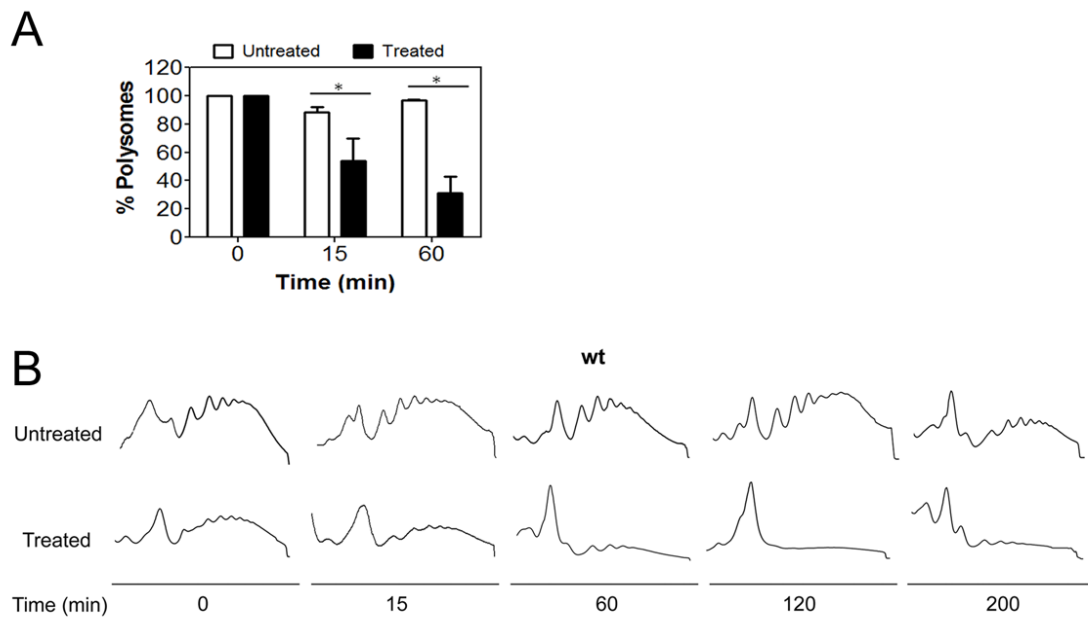 A
Untreated Treated
120
100
80
60
40
20
0
% Polysomes
* *
0 15 60
Time (min)
B
wt
Untreated
Treated
Time (min) 0 15 60 120 200